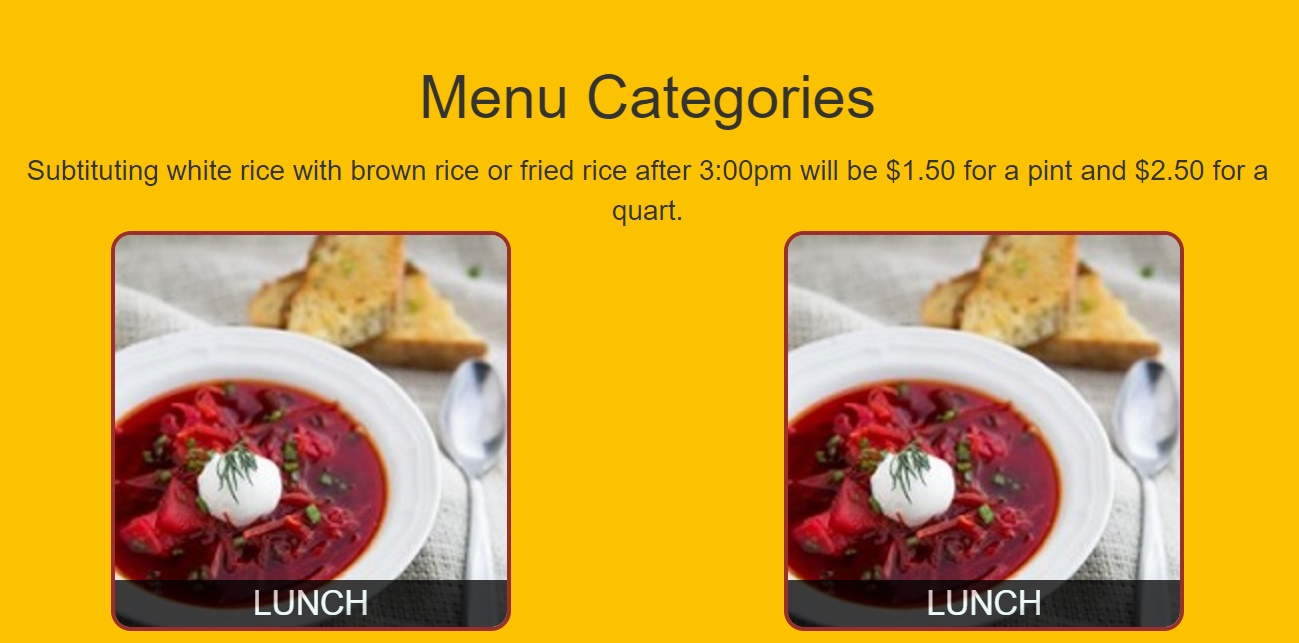 Menu Categories
Subtituting white rice with brown rice or fried rice after 3:00pm will be $1.50 for a pint and $2.50 for a
quart.
LUNCH
LUNCH